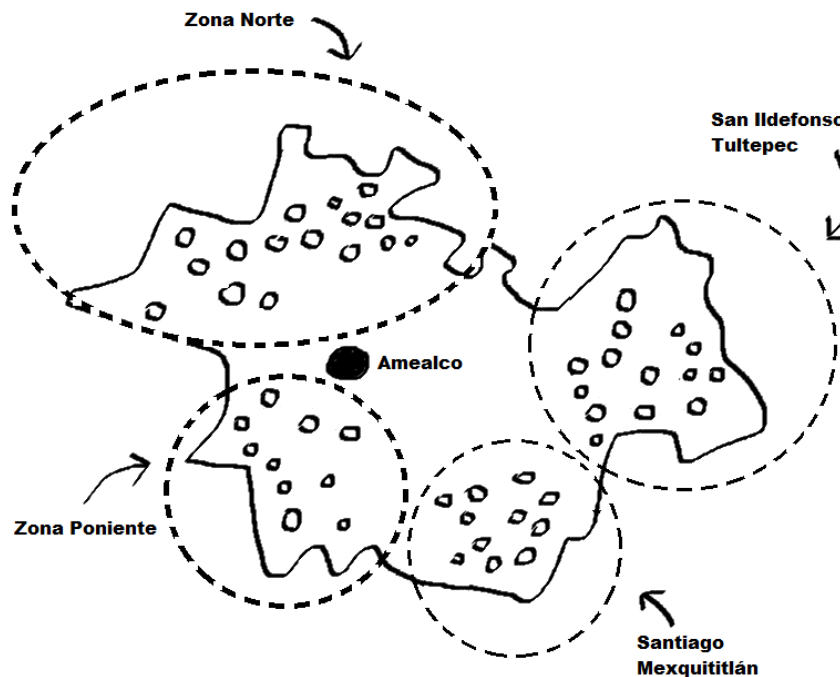 Zona Norte
San Ildefonso
Tultepec
Amealco
Zona Poniente
Santiago
Mexquititlán